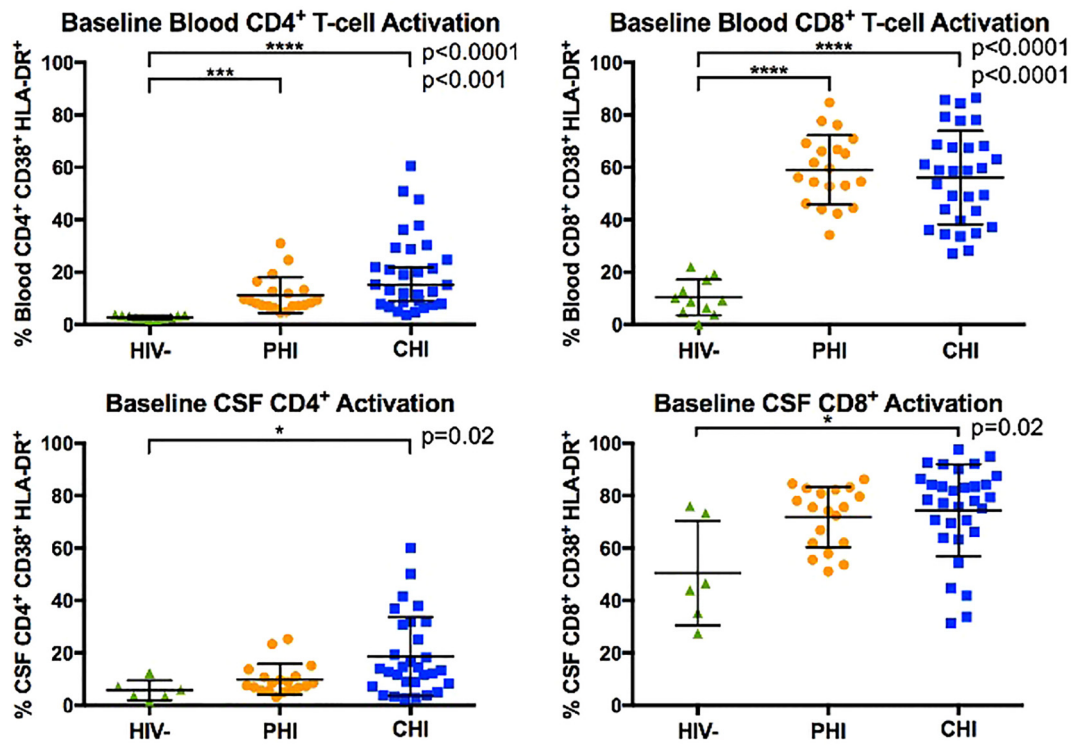 Baseline Blood CD4+ T-cell Activation
****
p<0.0001
***
p<0.001
% Blood CD4+ CD38+ HLA-DR+
100
80
60
40
20
0
HIV-
PHI
CHI
Baseline Blood CD8+ T-cell Activation
****
p<0.0001
****
p<0.0001
% Blood CD8+ CD38+ HLA-DR+
100
80
60
40
20
0
HIV-
PHI
CHI
Baseline CSF CD4+ Activation
*
p=0.02
% CSF CD4+ CD38+ HLA-DR+
100
80
60
40
20
0
HIV-
PHI
CHI
Baseline CSF CD8+ Activation
*
p=0.02
% CSF CD8+ CD38+ HLA-DR+
100
80
60
40
20
0
HIV-
PHI
CHI